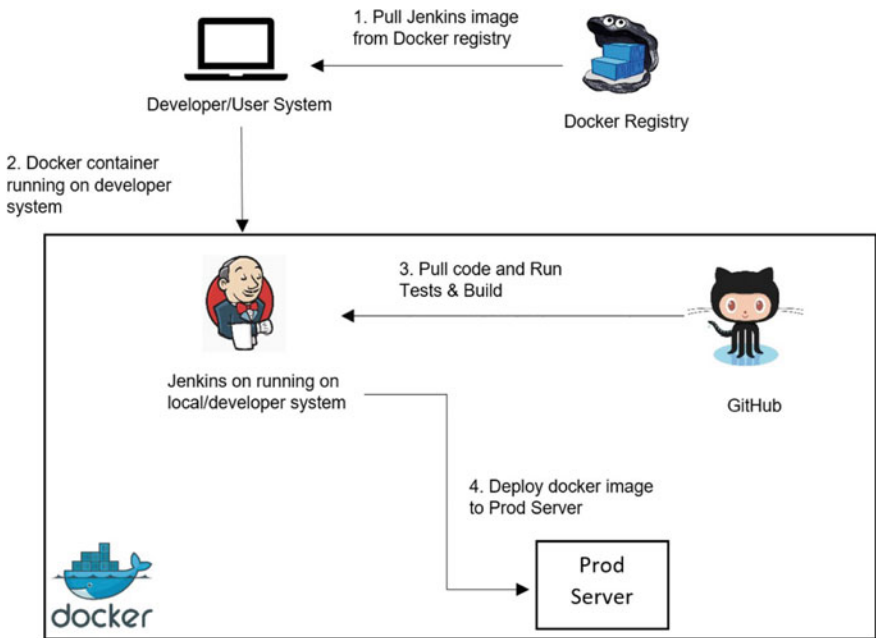 1. Pull Jenkins image
from Docker registry
Developer/User System
Docker Registry
2. Docker container
running on developer
system
3. Pull code and Run
Tests & Build
Jenkins on running on
local/developer system
GitHub
4. Deploy docker image
to Prod Server
Prod
Server
docker